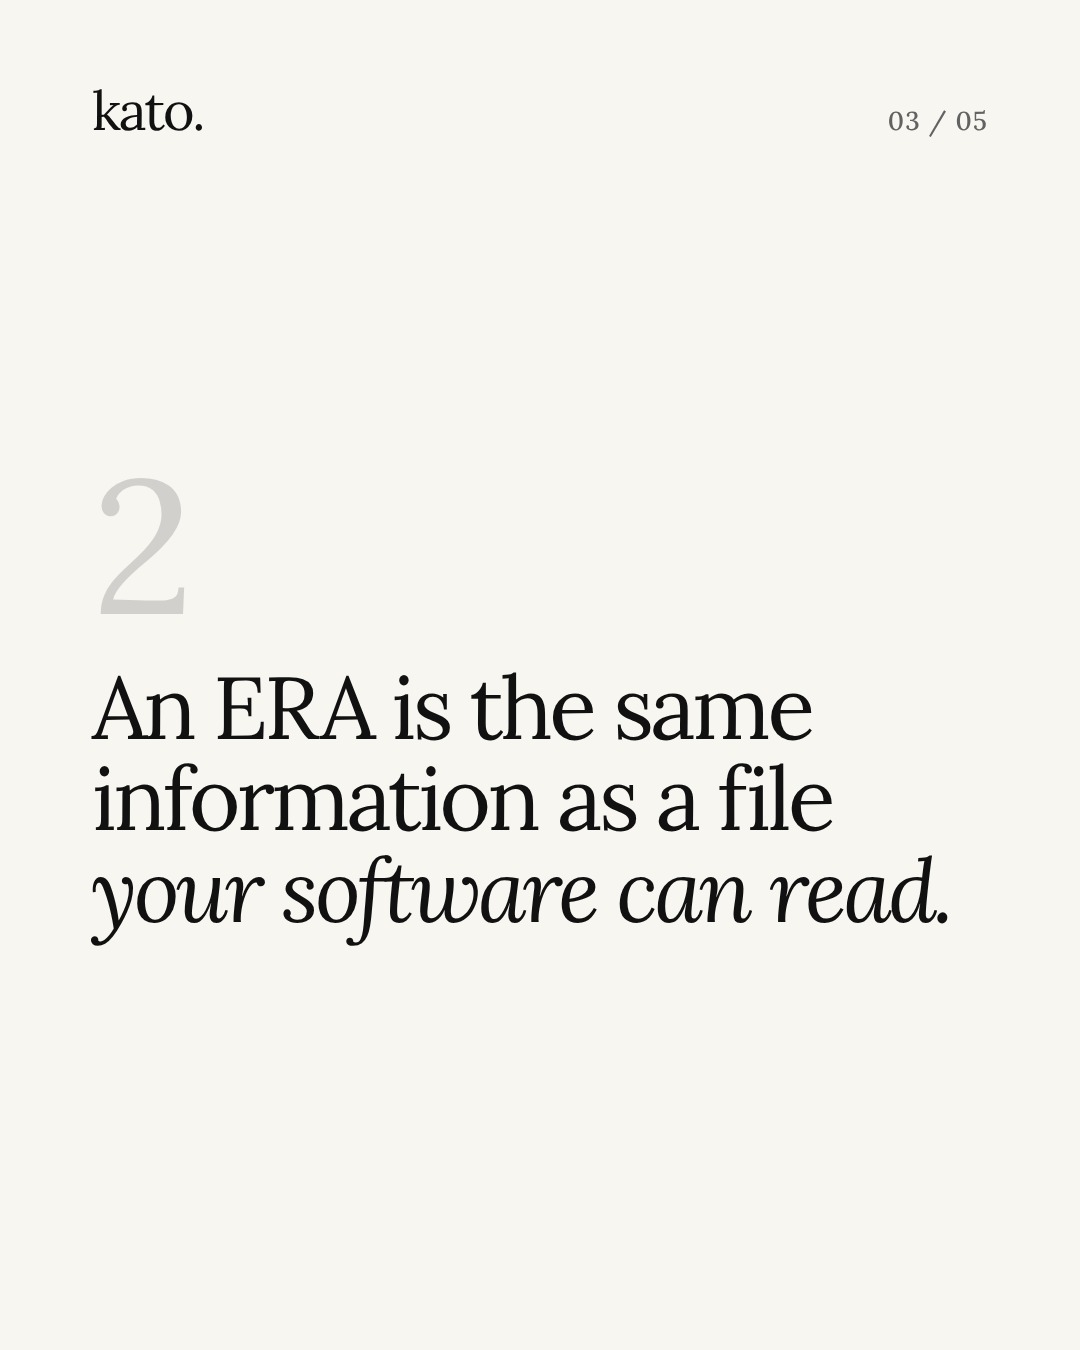 kato.
03 / 05
2
An ERA is the same
information as a file
your software can read.